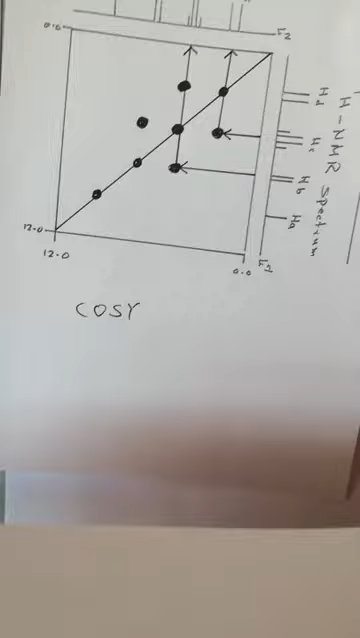 F2
0.0
12.0
12.0
0.0
F2
Hd
Hc
Hb
Ha
H-NMR Spectrum
COSY